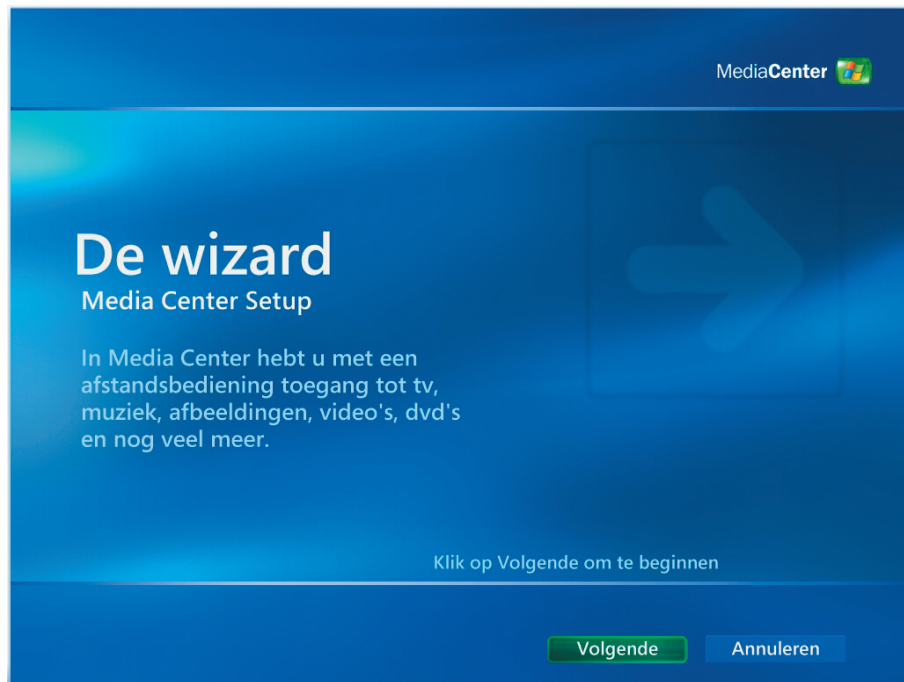 MediaCenter
De wizard
Media Center Setup
In Media Center hebt u met een
afstandsbediening toegang tot tv,
muziek, afbeeldingen, video's, dvd's
en nog veel meer.
Klik op Volgende om te beginnen
Volgende
Annuleren